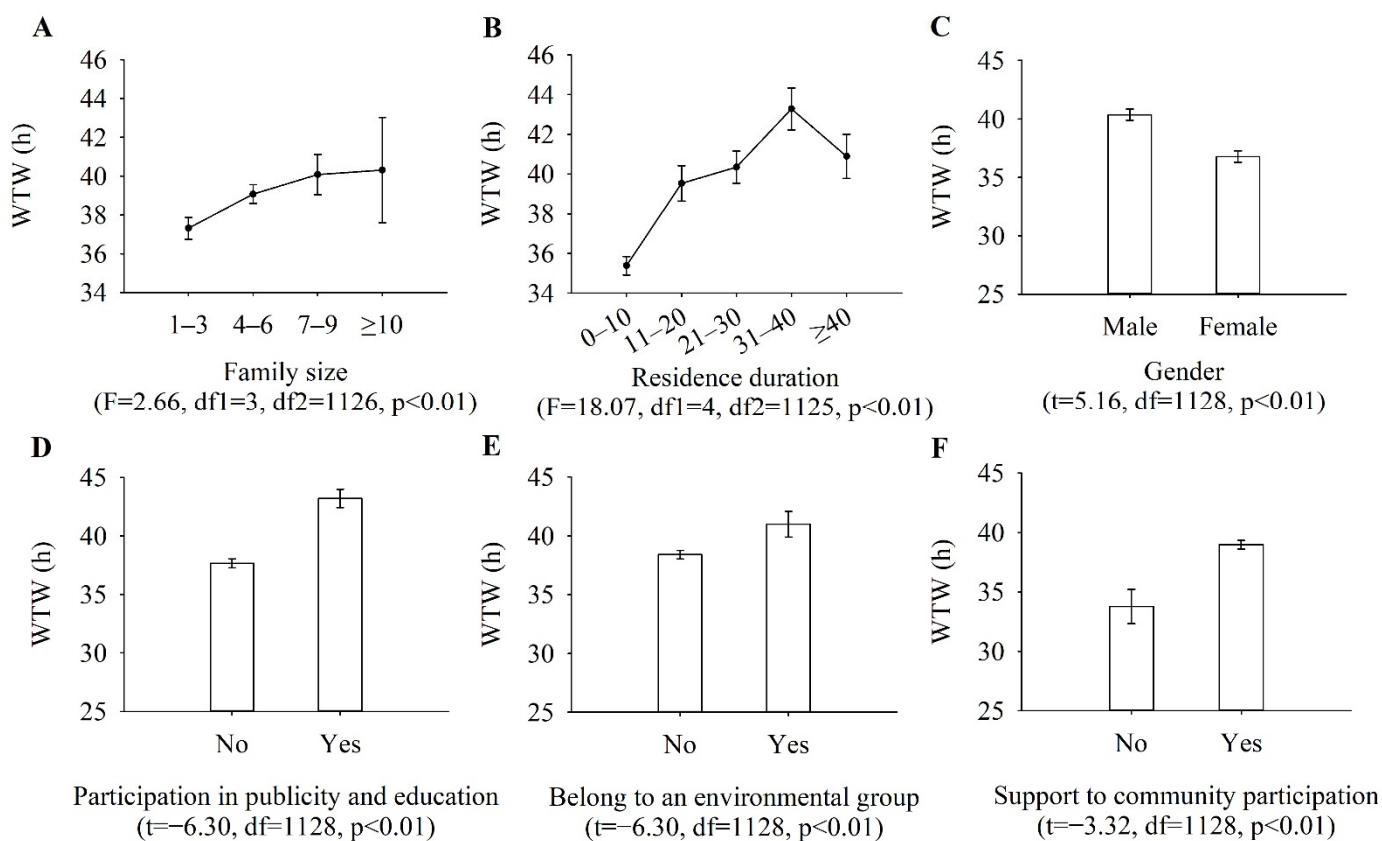 A
WTW (h)
46
44
42
40
38
36
34
1–3 4–6 7–9 ≥10
Family size
(F=2.66, df1=3, df2=1126, p<0.01)
B
WTW (h)
46
44
42
40
38
36
34
0–10 11–20 21–30 31–40 ≥40
Residence duration
(F=18.07, df1=4, df2=1125, p<0.01)
C
WTW (h)
45
40
35
30
25
Male Female
Gender
(t=5.16, df=1128, p<0.01)
D
WTW (h)
45
40
35
30
25
No Yes
Participation in publicity and education
(t=−6.30, df=1128, p<0.01)
E
WTW (h)
45
40
35
30
25
No Yes
Belong to an environmental group
(t=−6.30, df=1128, p<0.01)
F
WTW (h)
45
40
35
30
25
No Yes
Support to community participation
(t=−3.32, df=1128, p<0.01)